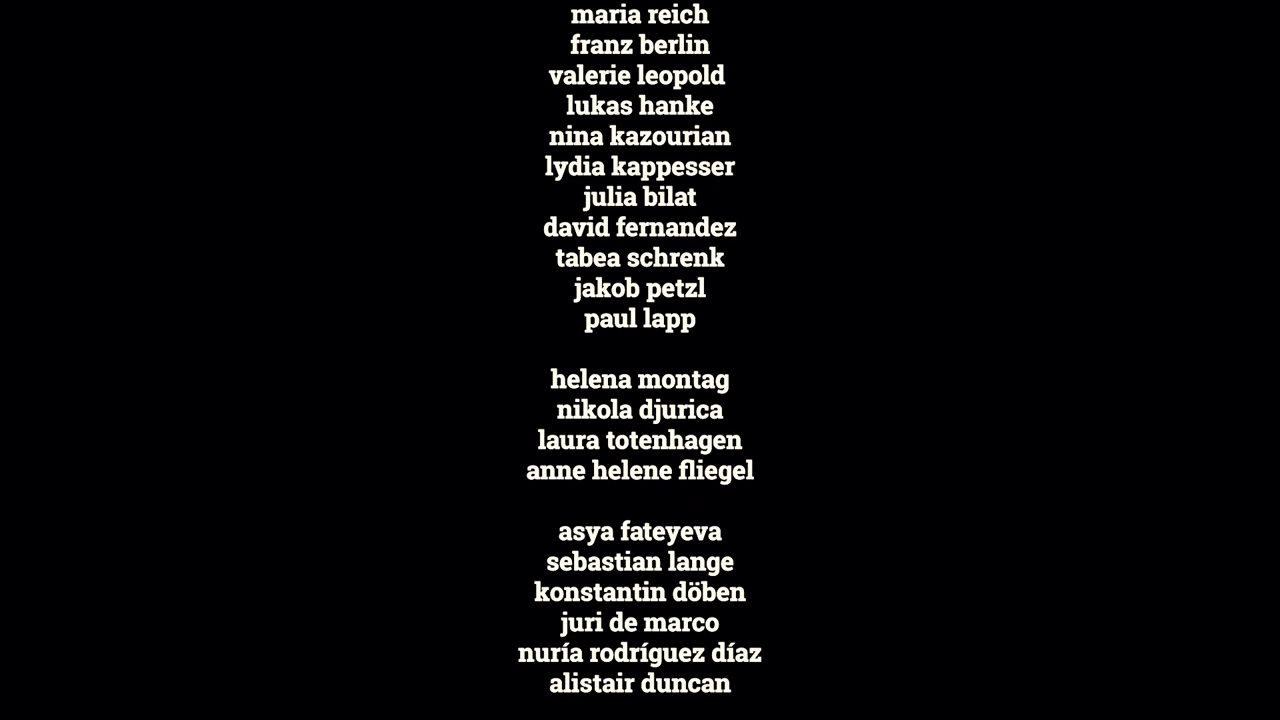 maria reich
franz berlin
valerie leopold
lukas hanke
nina kazourian
lydia kappesser
julia bilat
david fernandez
tabea schrenk
jakob petzl
paul lapp
helena montag
nikola djurica
laura totenhagen
anne helene fliegel
asya fateyeva
sebastian lange
konstantin döben
juri de marco
nuría rodríguez díaz
alistair duncan